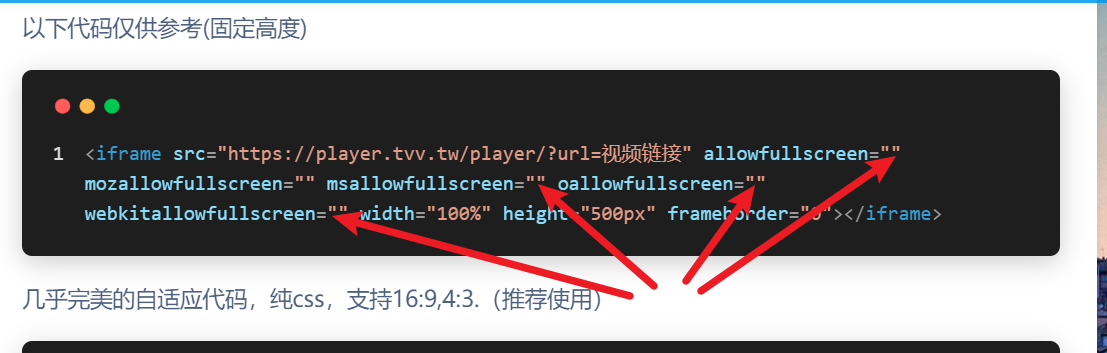 以下代码仅供参考(固定高度)
1 <iframe src="https://player.tvv.tw/player/?url=视频链接" allowfullscreen=""
mozallowfullscreen="" msallowfullscreen="" oallowfullscreen=""
webkitallowfullscreen="" width="100%" height="500px" frameborder="0"></iframe>
几乎完美的自适应代码，纯css，支持16:9,4:3.（推荐使用）